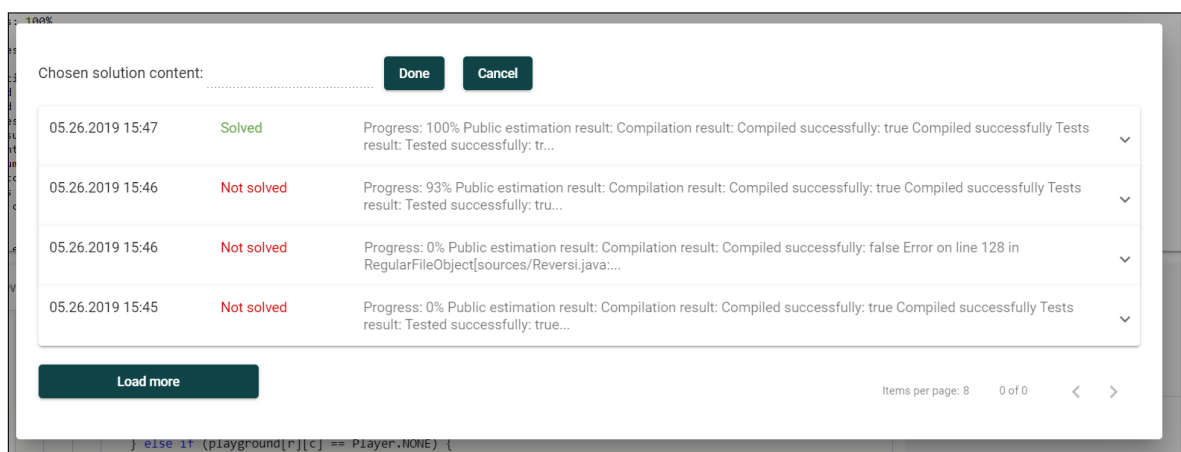 s: 100%
Chosen solution content:
Done
Cancel
05.26.2019 15:47
Solved
Progress: 100% Public estimation result: Compilation result: Compiled successfully: true Compiled successfully Tests
result: Tested successfully: tr...
05.26.2019 15:46
Not solved
Progress: 93% Public estimation result: Compilation result: Compiled successfully: true Compiled successfully Tests
result: Tested successfully: tru...
05.26.2019 15:46
Not solved
Progress: 0% Public estimation result: Compilation result: Compiled successfully: false Error on line 128 in
RegularFileObject[sources/Reversi.java:...
05.26.2019 15:45
Not solved
Progress: 0% Public estimation result: Compilation result: Compiled successfully: true Compiled successfully Tests
result: Tested successfully: true...
Load more
Items per page: 8
0 of 0
} else if (playground[r][c] == Player.NONE) {